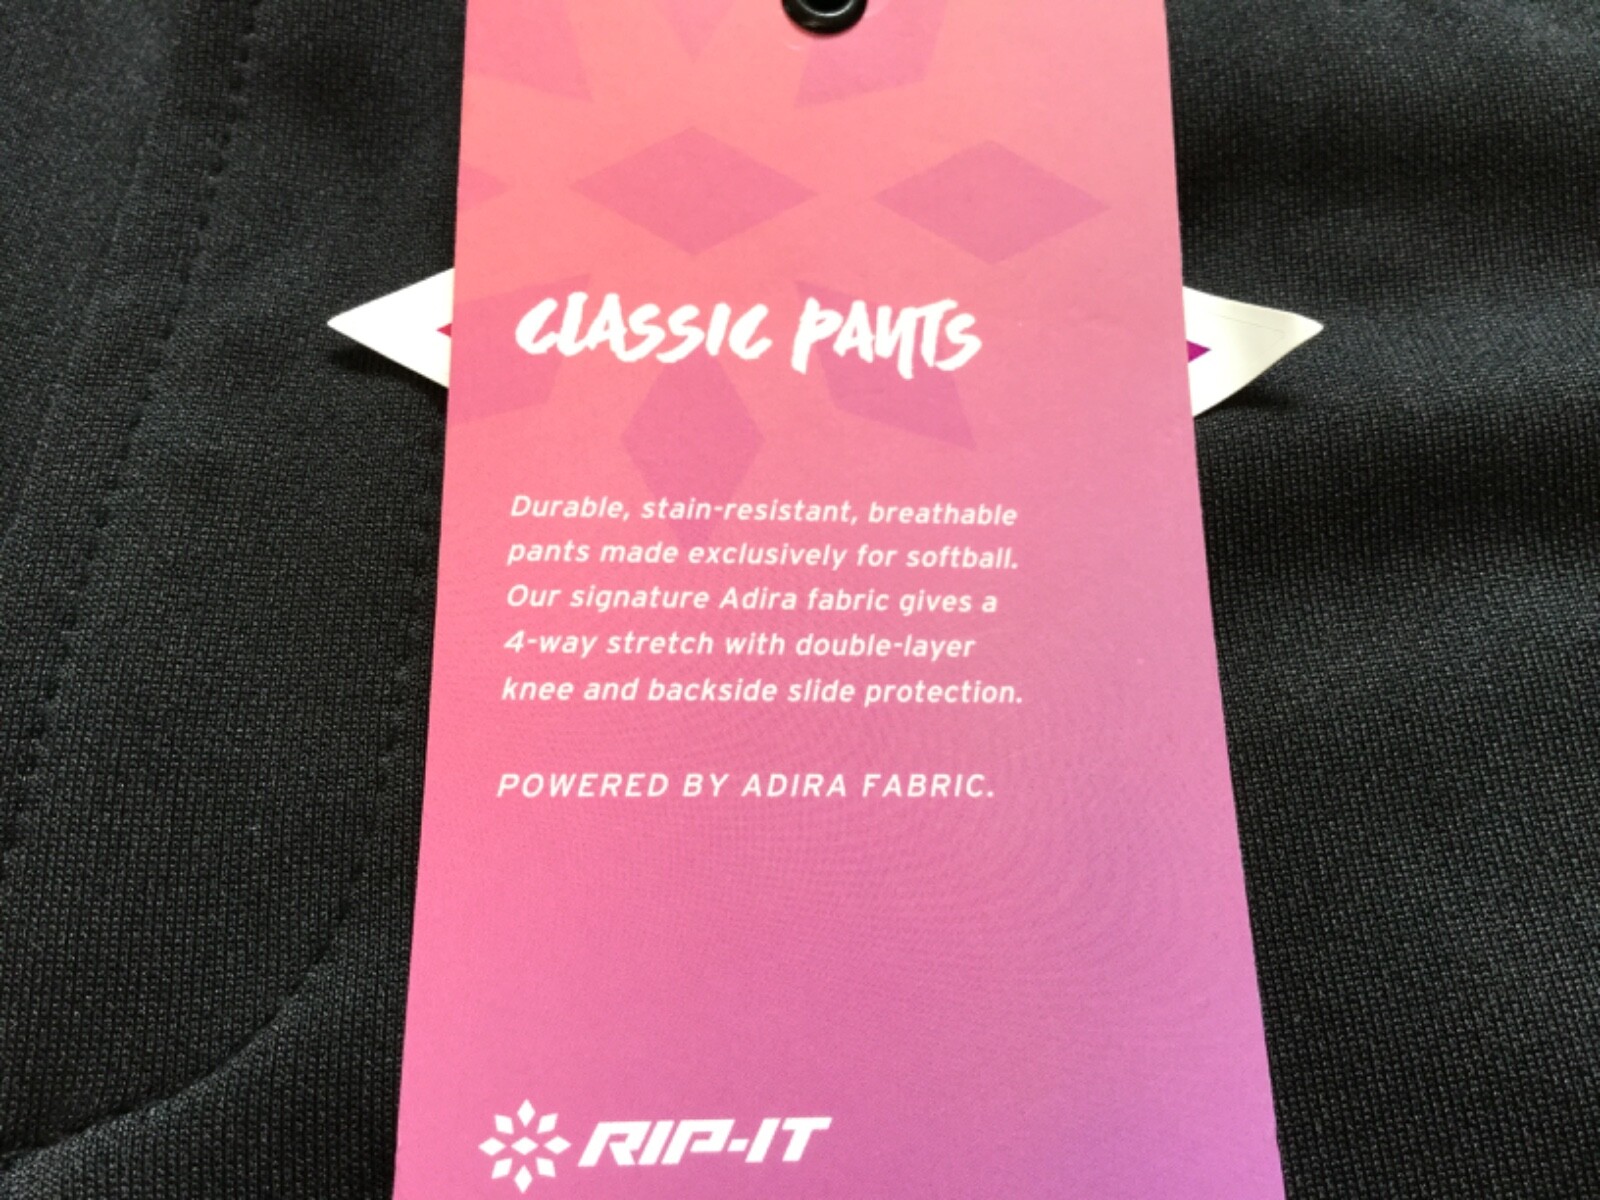 CLASSIC PANTS
Durable, stain-resistant, breathable
pants made exclusively for softball.
Our signature Adira fabric gives a
4-way stretch with double-layer
knee and backside slide protection.
POWERED BY ADIRA FABRIC.
RIP-IT